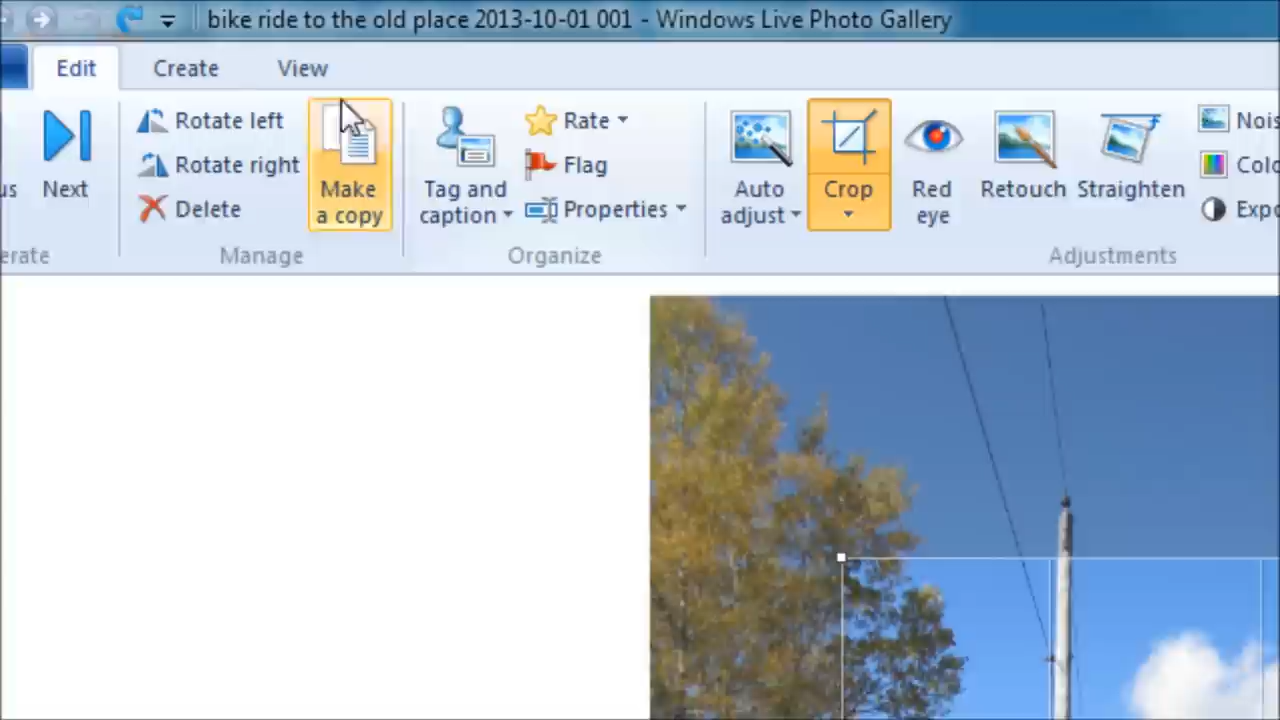 bike ride to the old place 2013-10-01 001 - Windows Live Photo Gallery
Edit Create View
Next
Rotate left
Rotate right
Delete
Make
a copy
Manage
Tag and
caption
Rate
Flag
Properties
Organize
Auto
adjust
Crop
Red
eye
Retouch
Straighten
Adjustments